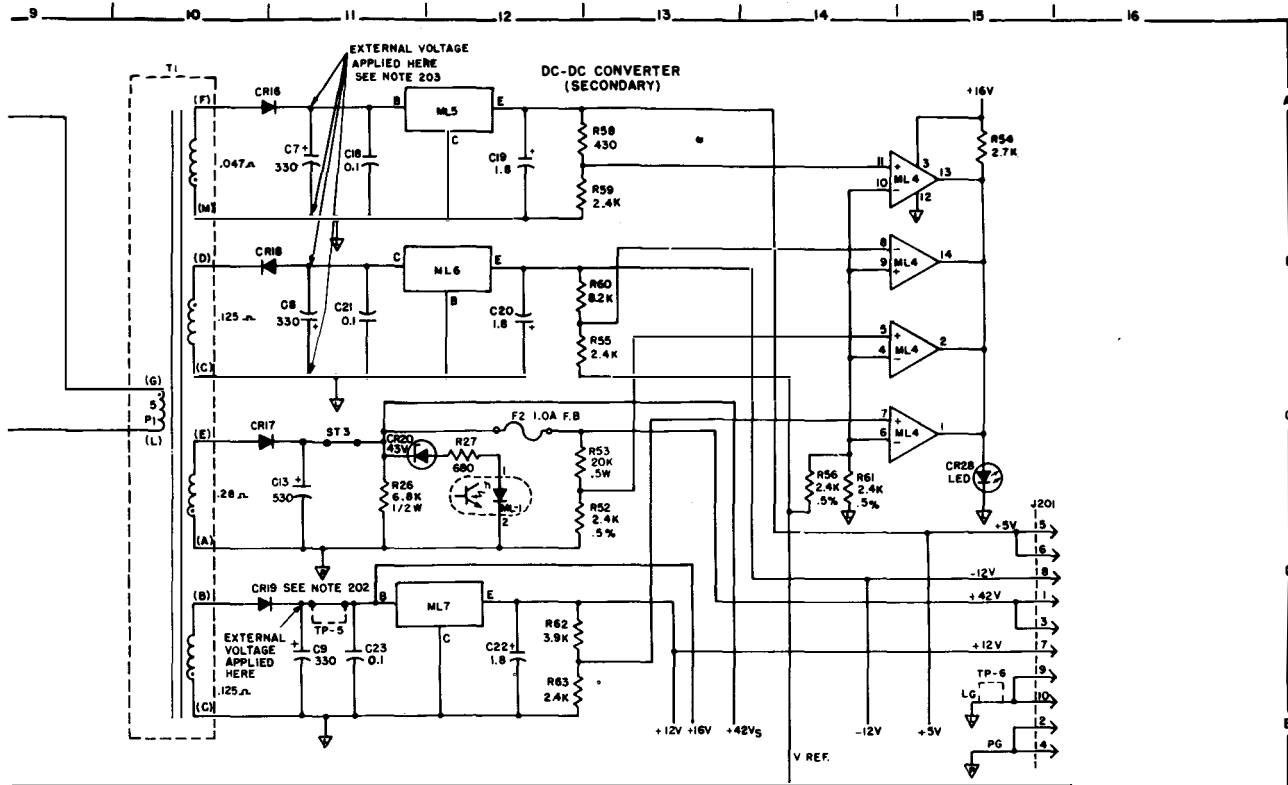 9 10 11 12 13 14 15 16
EXTERNAL VOLTAGE
APPLIED HERE
SEE NOTE 203
DC-DC CONVERTER
(SECONDARY)
T1
(F)
CR16
C7 +
330
C18
0.1
B
ML5
E
C
C19 +
1.8
R58
430
R59
2.4K
.047Ω
(M)
+16V
R54
2.7K
11
+
10
-
ML4
3
13
12
A
(D)
CR18
C8
330
+
C21
0.1
C
ML6
E
B
C20
1.8
+
R60
8.2K
R55
2.4K
.125Ω
(C)
8
-
9
+
ML4
14
5
+
4
-
ML4
2
7
+
6
-
ML4
1
C
(G)
5
P1
(L)
(E)
CR17
ST3
C13
530
+
CR20
43V
R27
680
R26
6.8K
1/2W
1
ML-1
2
F2 1.0A F.B
R53
20K
.5W
R52
2.4K
.5%
.28Ω
(A)
R56
2.4K
.5%
R61
2.4K
.5%
CR28
LED
J201
+5V
5
6
-12V
8
+42V
1
3
+12V
7
TP-6
9
LG
10
2
PG
4
(B)
CR19 SEE NOTE 202
TP-5
EXTERNAL
VOLTAGE
APPLIED
HERE
+
C9
330
C23
0.1
B
ML7
E
C
C22 +
1.8
R62
3.9K
R63
2.4K
.125Ω
(C)
+12V +16V +42VS
V REF.
-12V
+5V
E